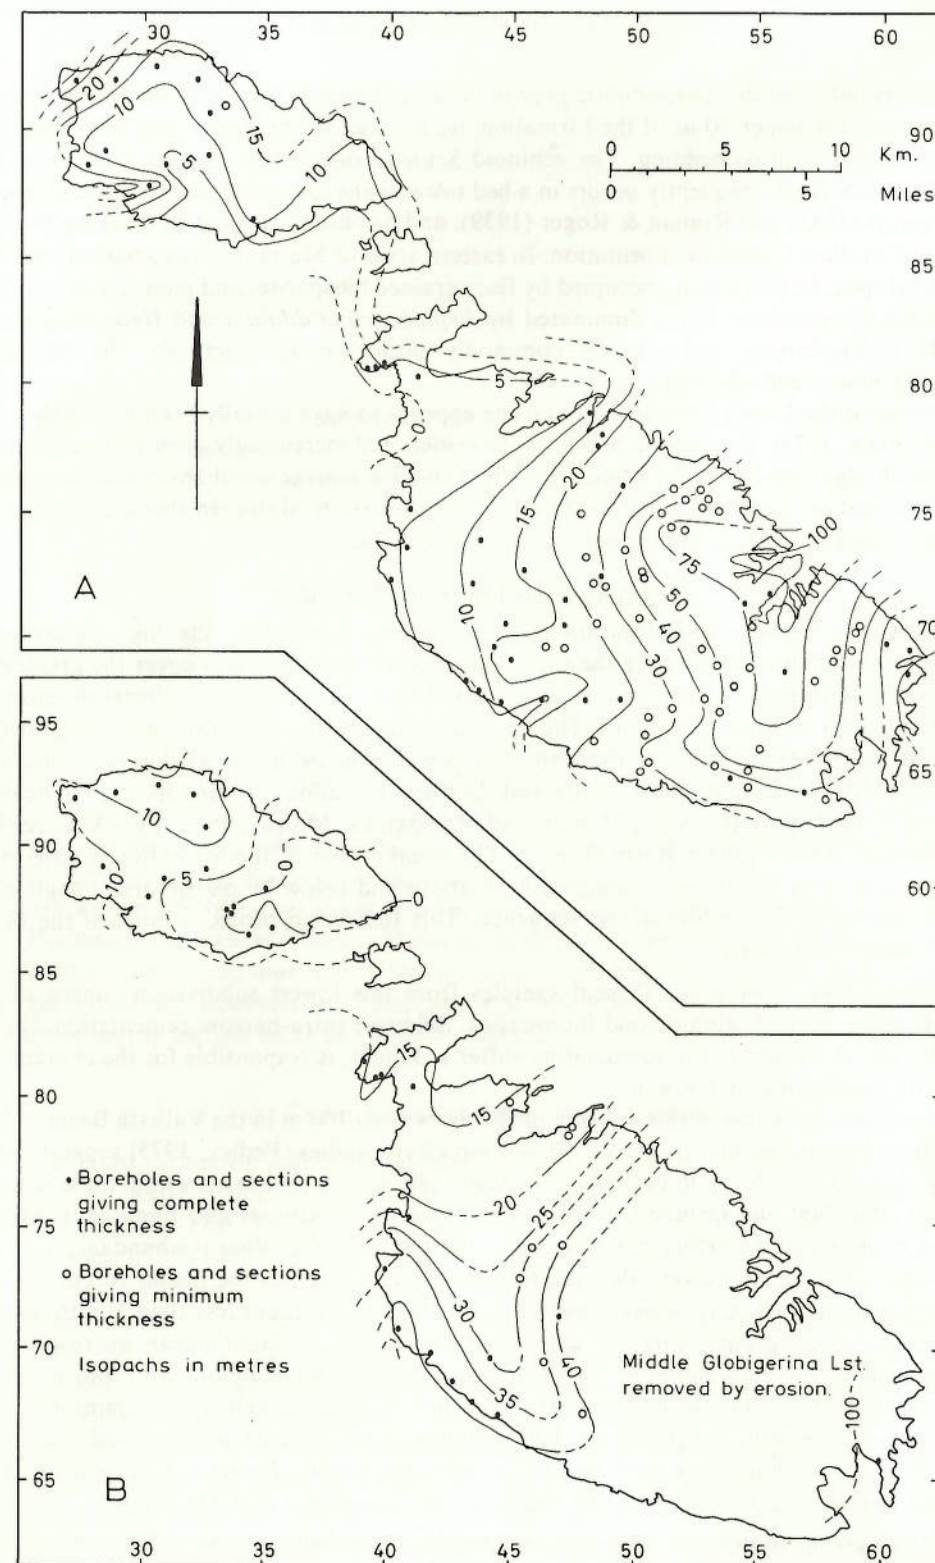 30 35 40 45 50 55 60
0 5 10
Km.
0 5
Miles
20
10
5
15
10
85
90
80
5
0
20
15
75
100
75
A
50
10
40
30
70
65
95
10
0
90
10
5
60
0
85
15
80
15
• Boreholes and sections
giving complete
thickness
20
25
75
o Boreholes and sections
giving minimum
thickness
30
70
Isopachs in metres
40
Middle Globigerina Lst.
removed by erosion.
35
100
65
B
30 35 40 45 50 55 60